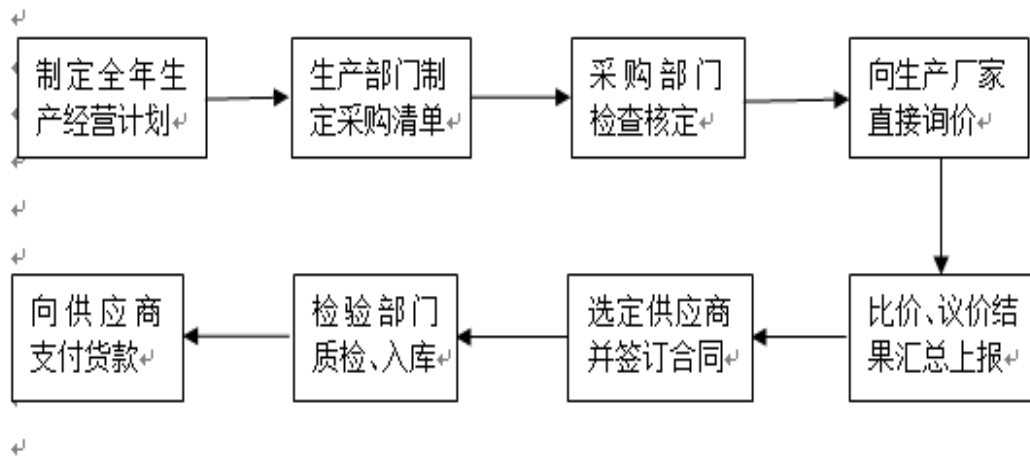 制定全年生
产经营计划
生产部门制
定采购清单
采购部门
检查核定
向生产厂家
直接询价
比价、议价结
果汇总上报
选定供应商
并签订合同
检验部门
质检、入库
向供应商
支付货款